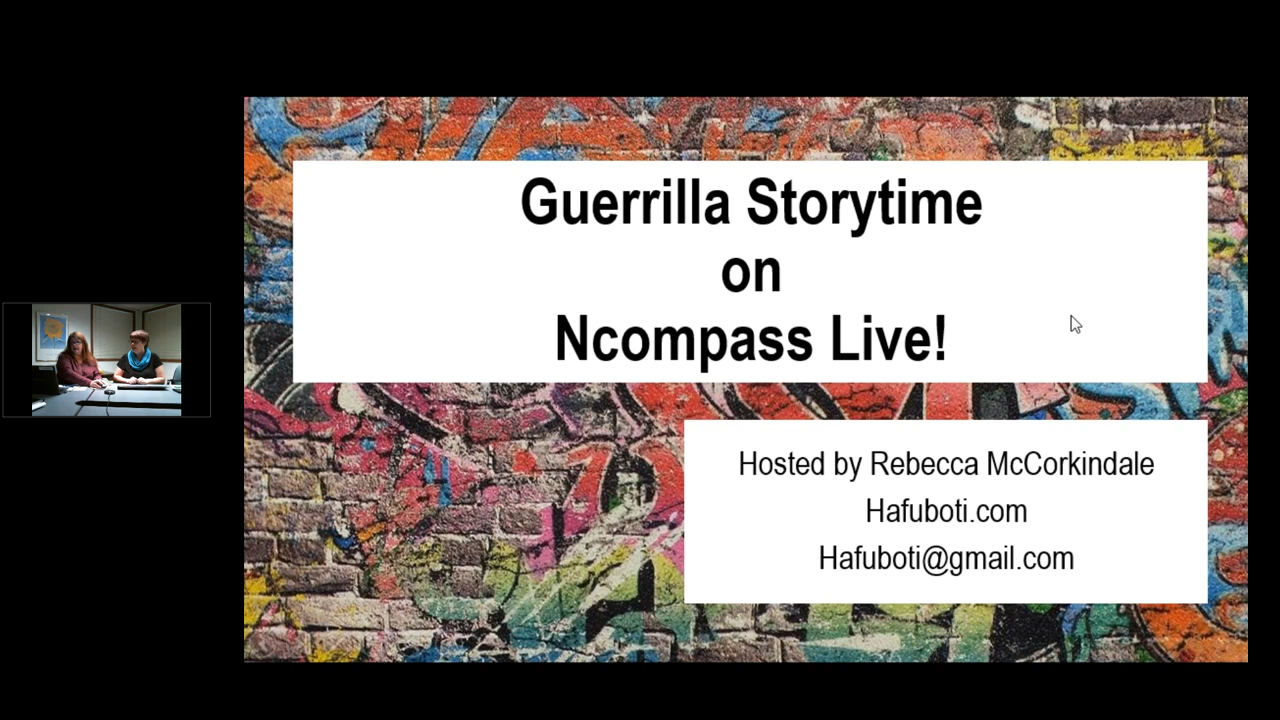 Guerrilla Storytime
on
Ncompass Live!
Hosted by Rebecca McCorkindale
Hafuboti.com
Hafuboti@gmail.com